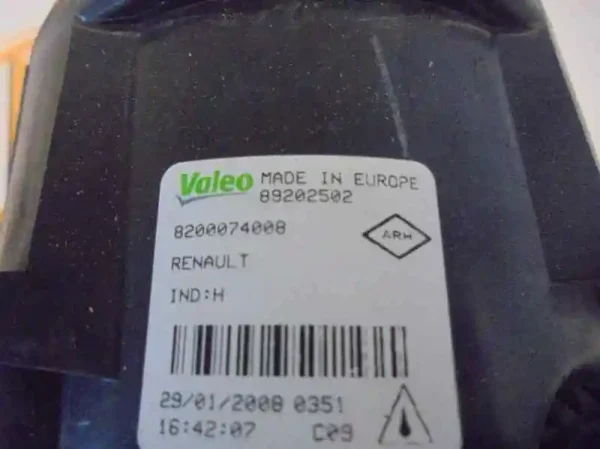 Valeo MADE IN EUROPE
89202502
8200074008
ARH
RENAULT
IND:H
29/01/2008 0351
16:42:07 C09